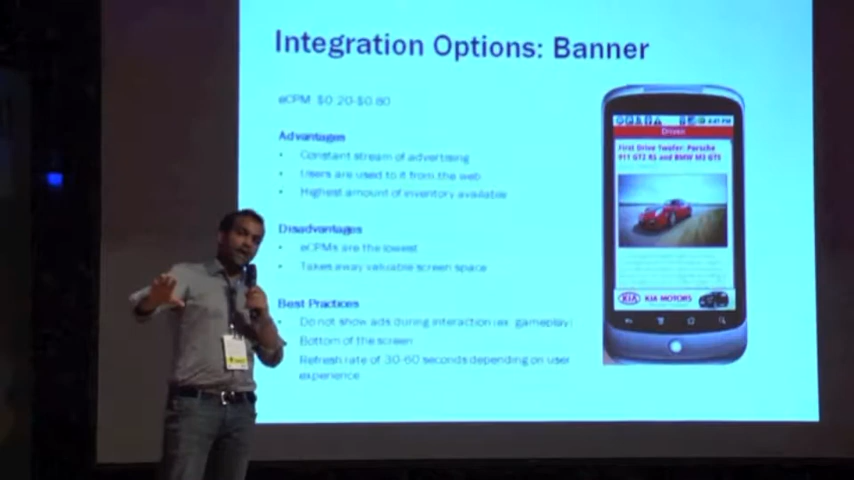 Integration Options: Banner
eCPM $0.20-$0.80
Advantages
• Constant stream of advertising
• Users are used to it from the web
• Highest amount of inventory available
Disadvantages
• eCPMs are the lowest
• Takes away valuable screen space
Best Practices
• Do not show ads during interaction (ex. gameplay)
Bottom of the screen
Refresh rate of 30-60 seconds depending on user
experience
Driven
First Drive Twofer: Porsche
911 GT2 RS and BMW M3 GTS
KIA KIA MOTORS